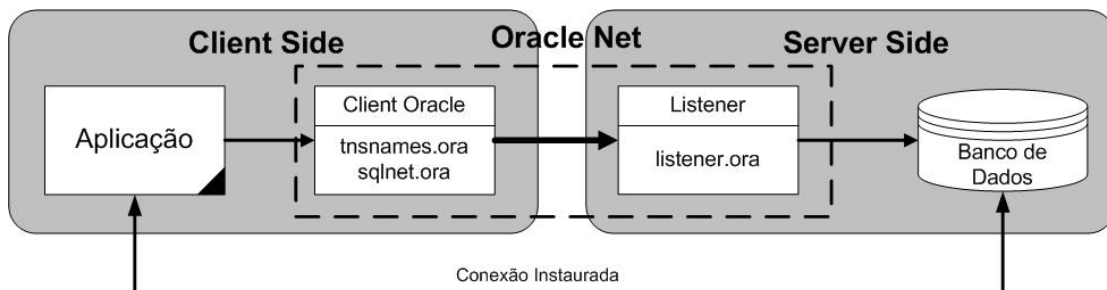 Client Side
Oracle Net
Server Side
Aplicação
Client Oracle
tnsnames.ora
sqlnet.ora
Listener
listener.ora
Banco de
Dados
Conexão Instaurada